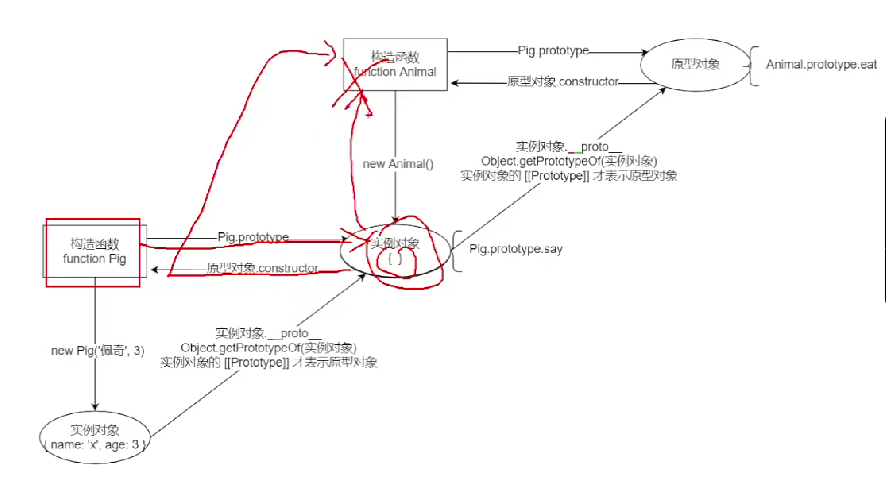 构造函数
function Animal
Pig.prototype
原型对象
Animal.prototype.eat
原型对象.constructor
new Animal()
实例对象.__proto__
Object.getPrototypeOf(实例对象)
实例对象的 [[Prototype]] 才表示原型对象
构造函数
function Pig
Pig.prototype
实例对象
{ }
Pig.prototype.say
原型对象.constructor
new Pig('佩奇', 3)
实例对象.__proto__
Object.getPrototypeOf(实例对象)
实例对象的 [[Prototype]] 才表示原型对象
实例对象
{ name: 'x', age: 3 }